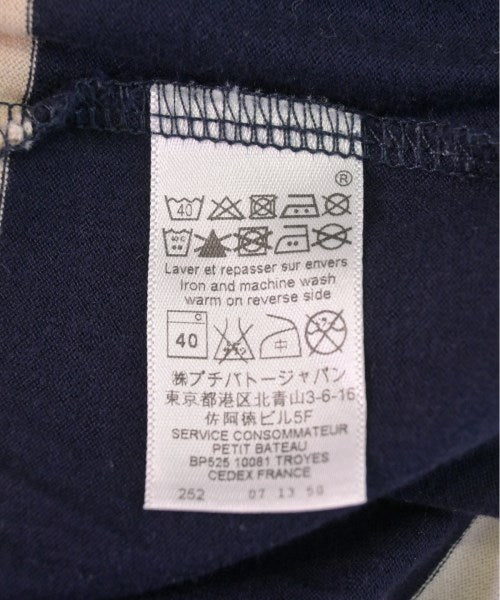 ®
40
40
Laver et repasser sur envers
Iron and machine wash
warm on reverse side
40
㈱プチバトージャパン
東京都港区北青山3-6-16
佐阿徳ビル5F
SERVICE CONSOMMATEUR
PETIT BATEAU
BP525 10081 TROYES
CEDEX FRANCE
252 07 13 50